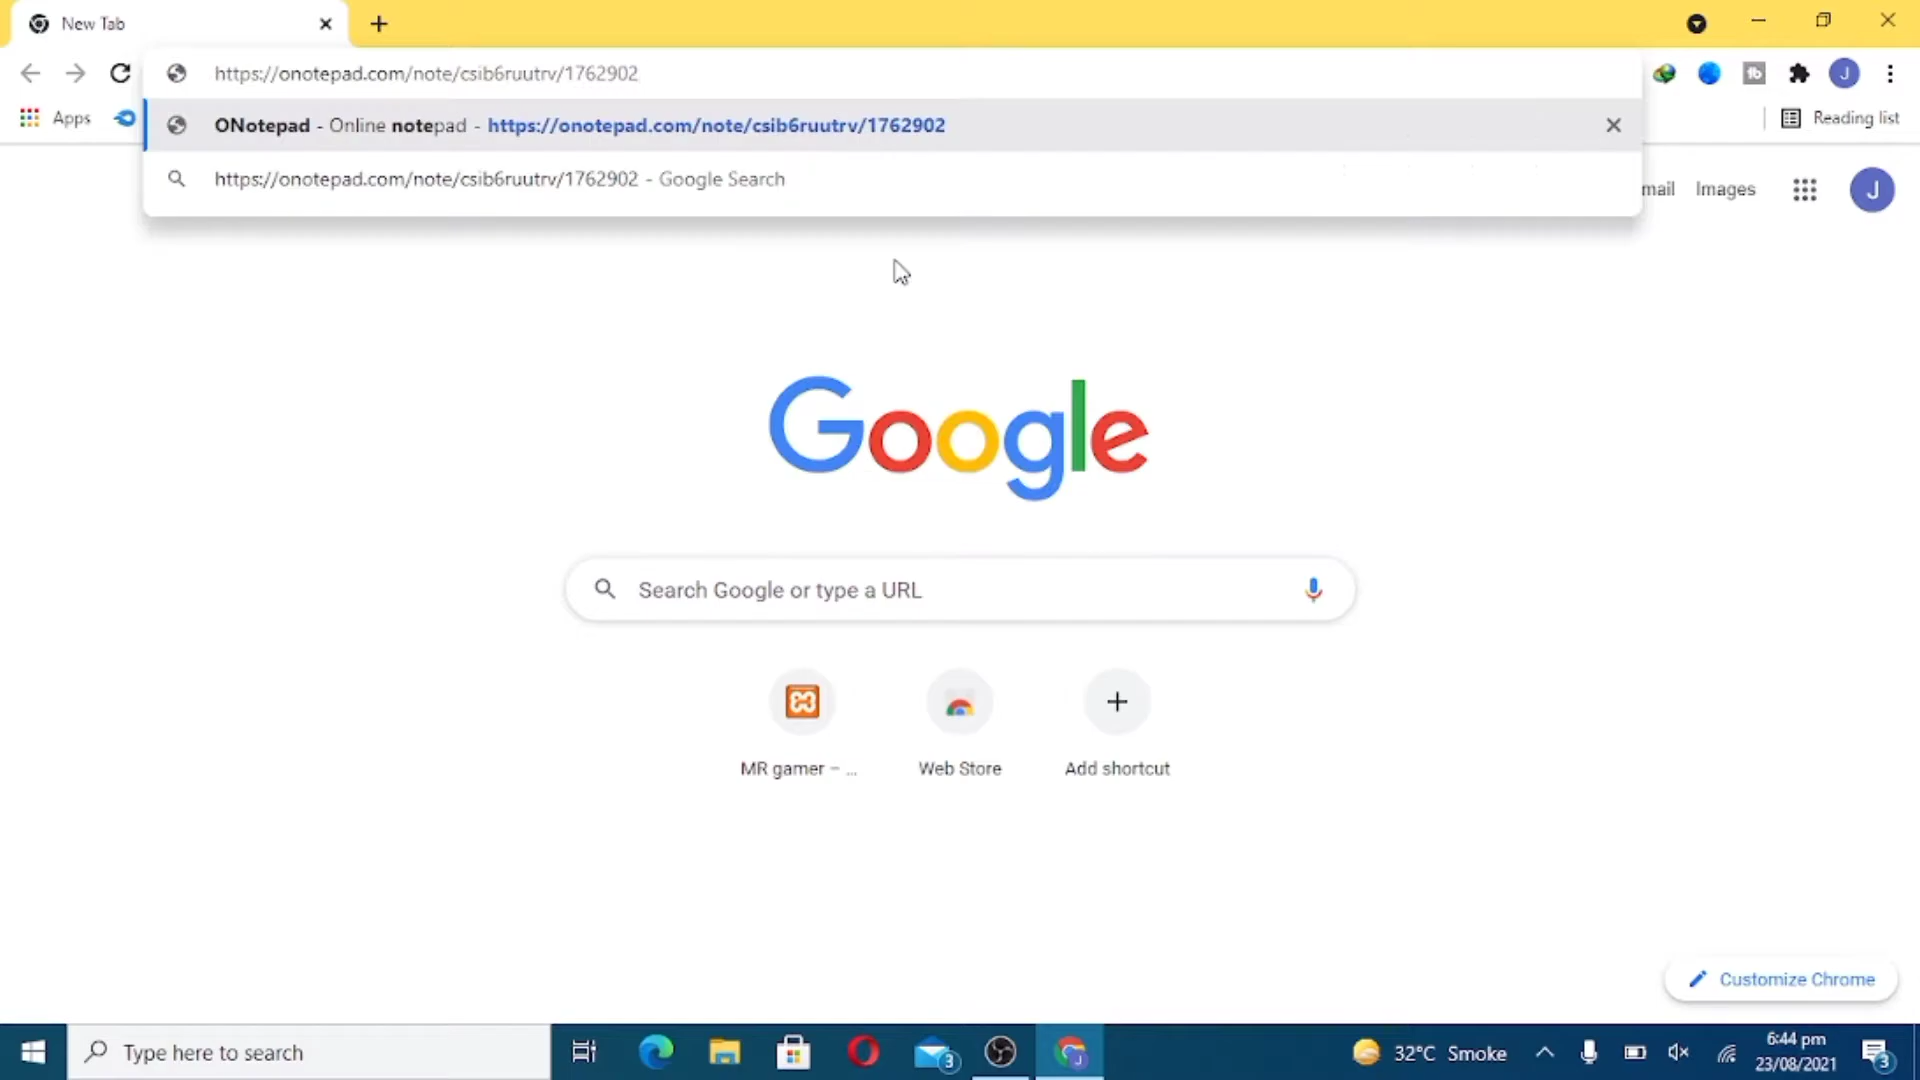 New Tab
https://onotepad.com/note/csib6ruutrv/1762902
Apps
ONotepad - Online notepad - https://onotepad.com/note/csib6ruutrv/1762902
Reading list
https://onotepad.com/note/csib6ruutrv/1762902 - Google Search
mail Images J
Google
Search Google or type a URL
MR gamer – ... Web Store Add shortcut
Customize Chrome
Type here to search
3
32°C Smoke
6:44 pm
23/08/2021
3